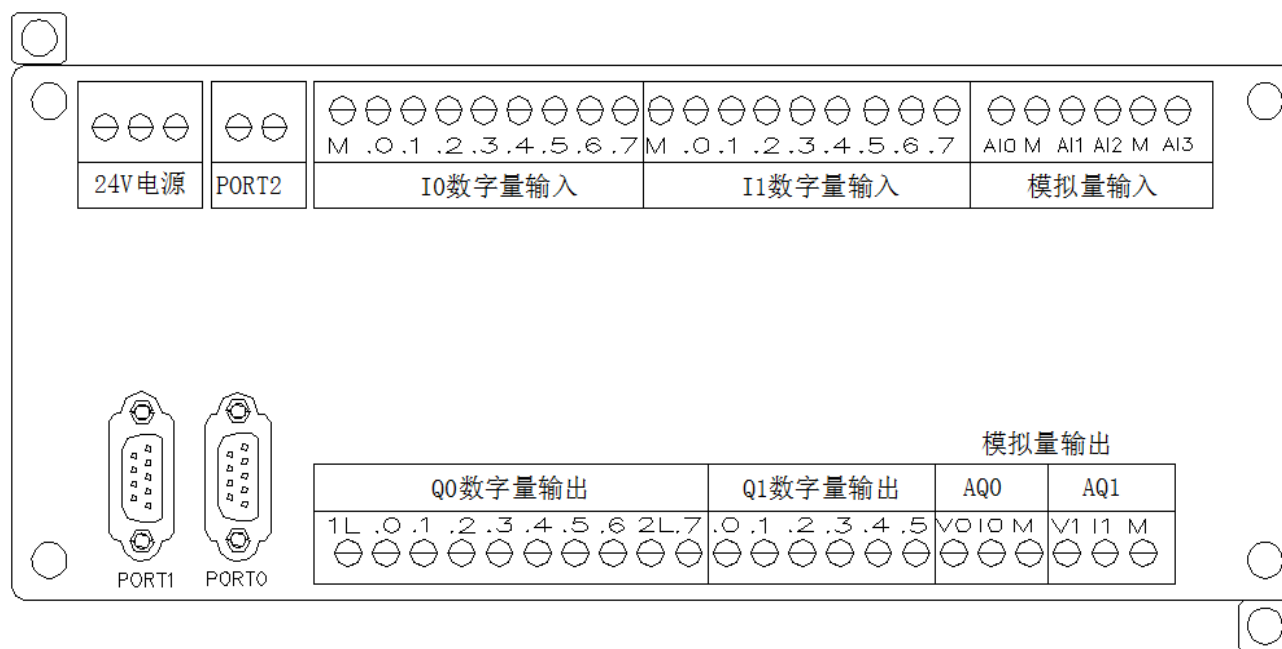 M .0 .1 .2 .3 .4 .5 .6 .7 M .0 .1 .2 .3 .4 .5 .6 .7 AI0 M AI1 AI2 M AI3
24V电源 PORT2 I0数字量输入 I1数字量输入 模拟量输入
模拟量输出
Q0数字量输出 Q1数字量输出 AQ0 AQ1
1L .0 .1 .2 .3 .4 .5 .6 2L .7 .0 .1 .2 .3 .4 .5 V0 I0 M V1 I1 M
PORT1 PORT0